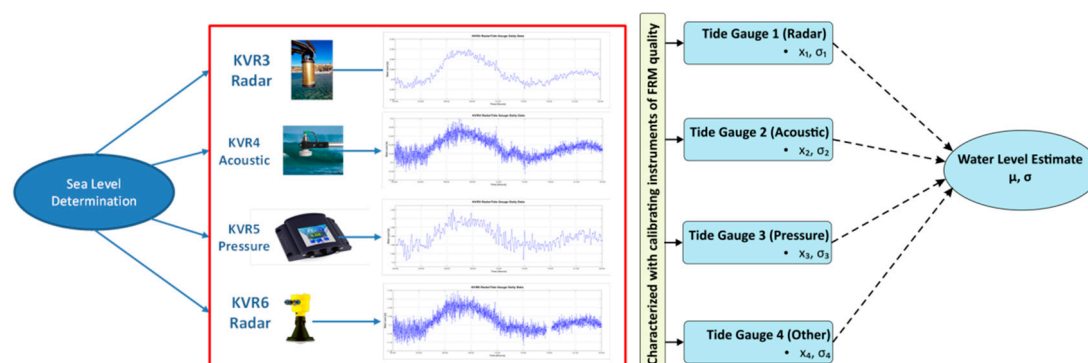 Sea Level
Determination
KVR3
Radar
KVR4
Acoustic
KVR5
Pressure
KVR6
Radar
Characterized with calibrating instruments of FRM quality
Tide Gauge 1 (Radar)
• x₁, σ₁
Tide Gauge 2 (Acoustic)
• x₂, σ₂
Tide Gauge 3 (Pressure)
• x₃, σ₃
Tide Gauge 4 (Other)
• x₄, σ₄
Water Level Estimate
μ, σ